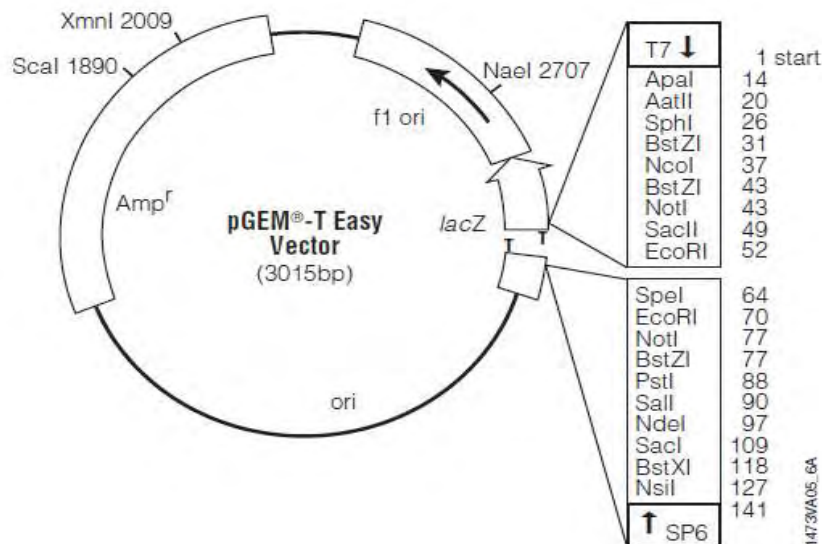 XmnI 2009
ScaI 1890
NaeI 2707
f1 ori
Ampr
pGEM®-T Easy
Vector
(3015bp)
lacZ
T T
ori
T7 ↓
1 start
ApaI 14
AatII 20
SphI 26
BstZI 31
NcoI 37
BstZI 43
NotI 43
SacII 49
EcoRI 52
SpeI 64
EcoRI 70
NotI 77
BstZI 77
PstI 88
SalI 90
NdeI 97
SacI 109
BstXI 118
NsiI 127
141
↑ SP6
1473VA05_6A